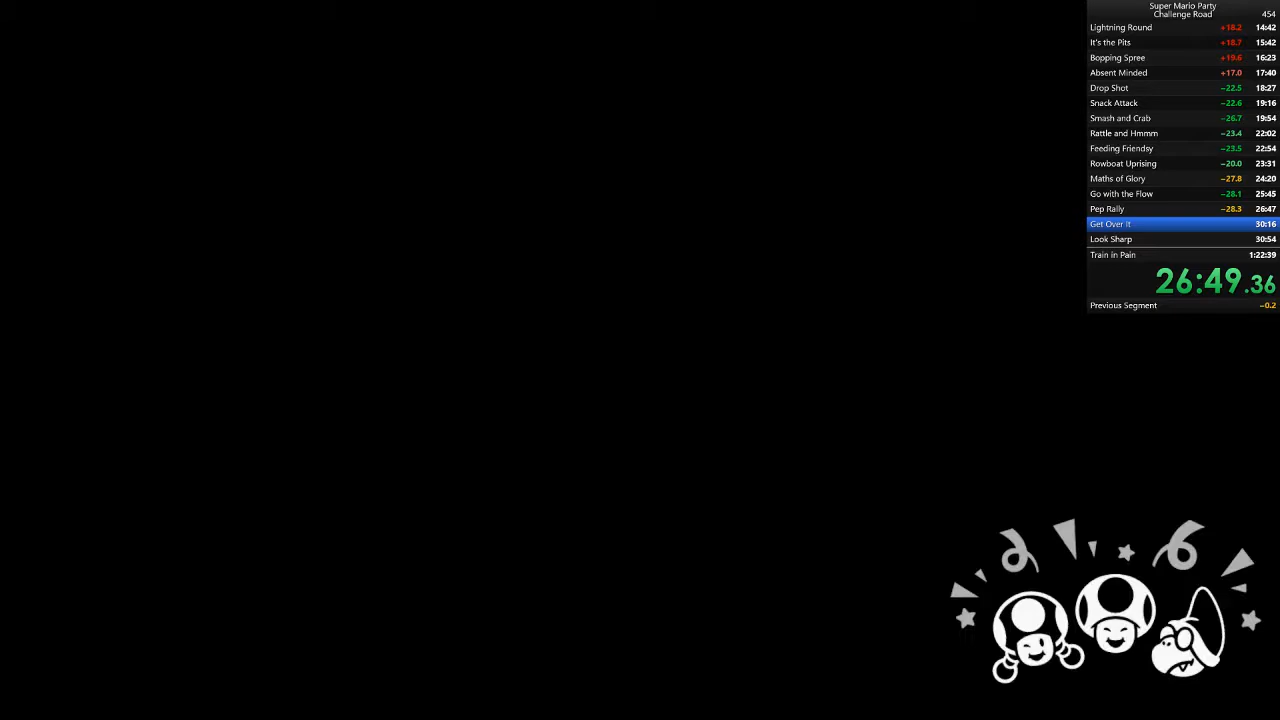 Super Mario Party
Challenge Road 454
Lightning Round +18.2 14:42
It's the Pits +18.7 15:42
Bopping Spree +19.6 16:23
Absent Minded +17.0 17:40
Drop Shot −22.5 18:27
Snack Attack −22.6 19:16
Smash and Crab −26.7 19:54
Rattle and Hmmm −23.4 22:02
Feeding Friendsy −23.5 22:54
Rowboat Uprising −20.0 23:31
Maths of Glory −27.8 24:20
Go with the Flow −28.1 25:45
Pep Rally −28.3 26:47
Get Over It 30:16
Look Sharp 30:54
Train in Pain 1:22:39
26:49.36
Previous Segment −0.2